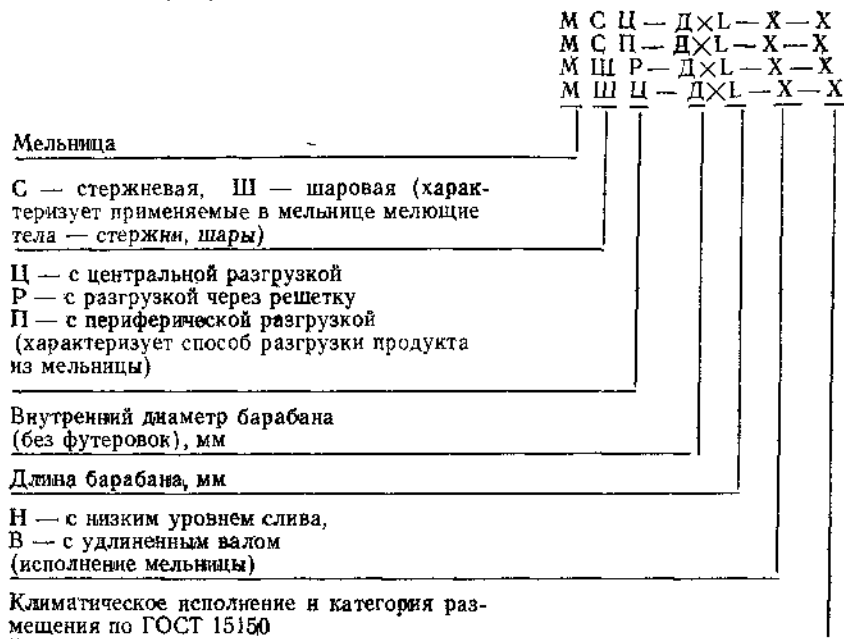 М С Ц — Д×L — X — X
М С П — Д×L — X — X
М Ш Р — Д×L — X — X
М Ш Ц — Д×L — X — X
Мельница
С — стержневая, Ш — шаровая (харак-
теризует применяемые в мельнице мелющие
тела — стержни, шары)
Ц — с центральной разгрузкой
Р — с разгрузкой через решетку
П — с периферической разгрузкой
(характеризует способ разгрузки продукта
из мельницы)
Внутренний диаметр барабана
(без футеровок), мм
Длина барабана, мм
Н — с низким уровнем слива,
В — с удлиненным валом
(исполнение мельницы)
Климатическое исполнение и категория раз-
мещения по ГОСТ 15150